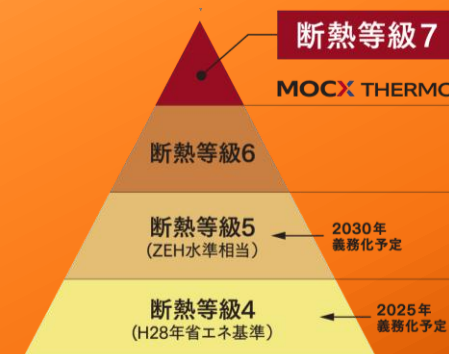 断熱等級7
MOCX THERMO
断熱等級6
断熱等級5
(ZEH水準相当)
2030年
義務化予定
断熱等級4
(H28年省エネ基準)
2025年
義務化予定